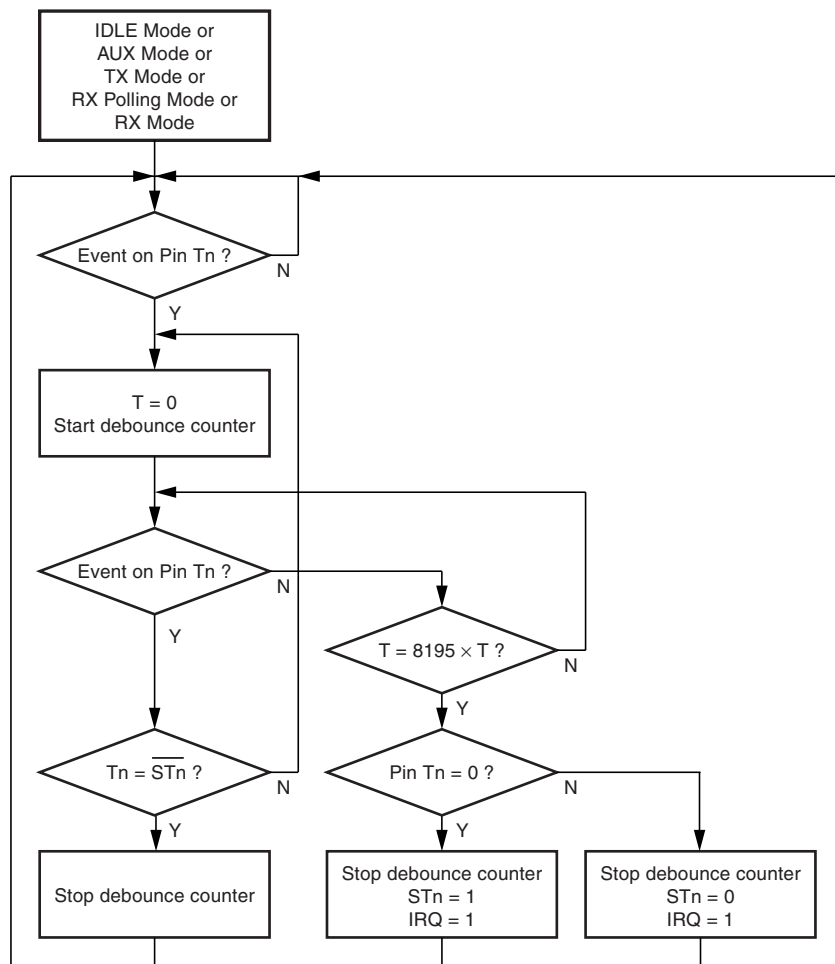 IDLE Mode or
AUX Mode or
TX Mode or
RX Polling Mode or
RX Mode
Event on Pin Tn ?
N
Y
T = 0
Start debounce counter
Event on Pin Tn ?
N
Y
T = 8195 × T ?
N
Y
Tn = S̅T̅n̅ ?
N
Y
Pin Tn = 0 ?
N
Y
Stop debounce counter
Stop debounce counter
STn = 1
IRQ = 1
Stop debounce counter
STn = 0
IRQ = 1